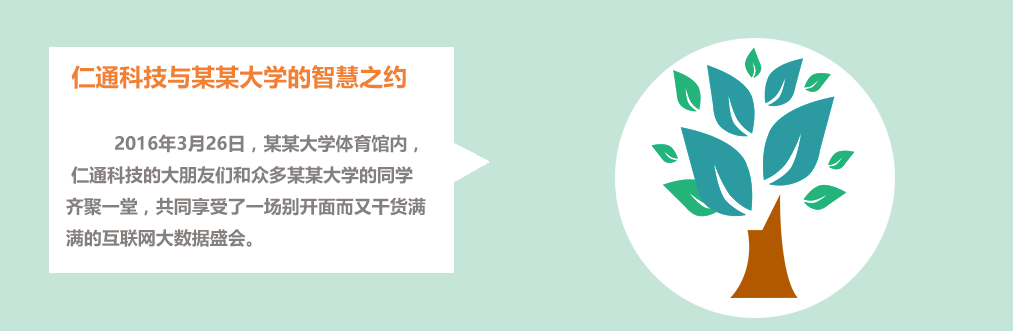 仁通科技与某某大学的智慧之约
2016年3月26日，某某大学体育馆内，
仁通科技的大朋友们和众多某某大学的同学
齐聚一堂，共同享受了一场别开面而又干货满
满的互联网大数据盛会。